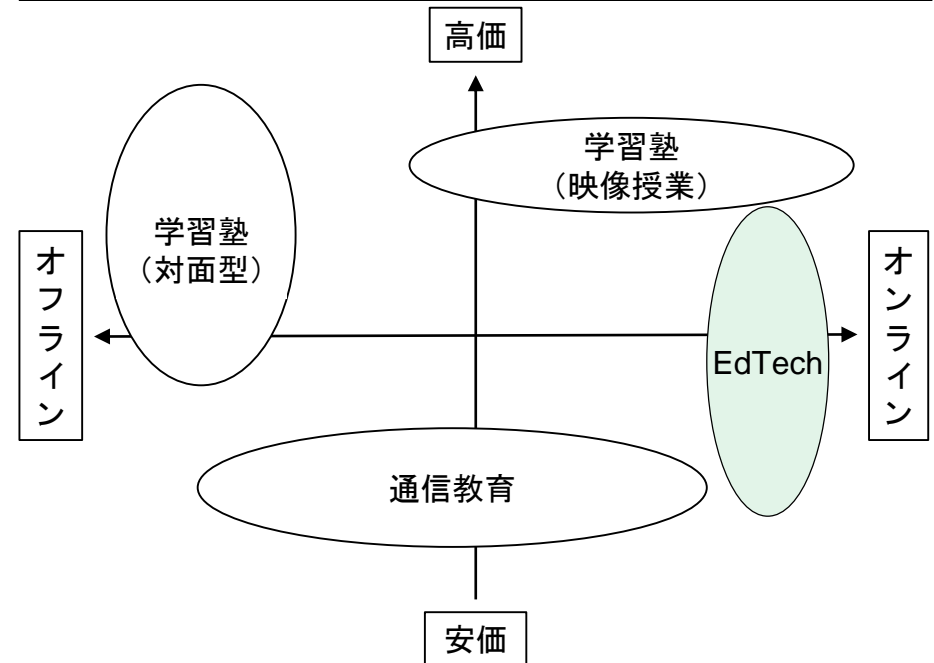 高価
学習塾
（映像授業）
学習塾
（対面型）
オフライン
オンライン
EdTech
通信教育
安価